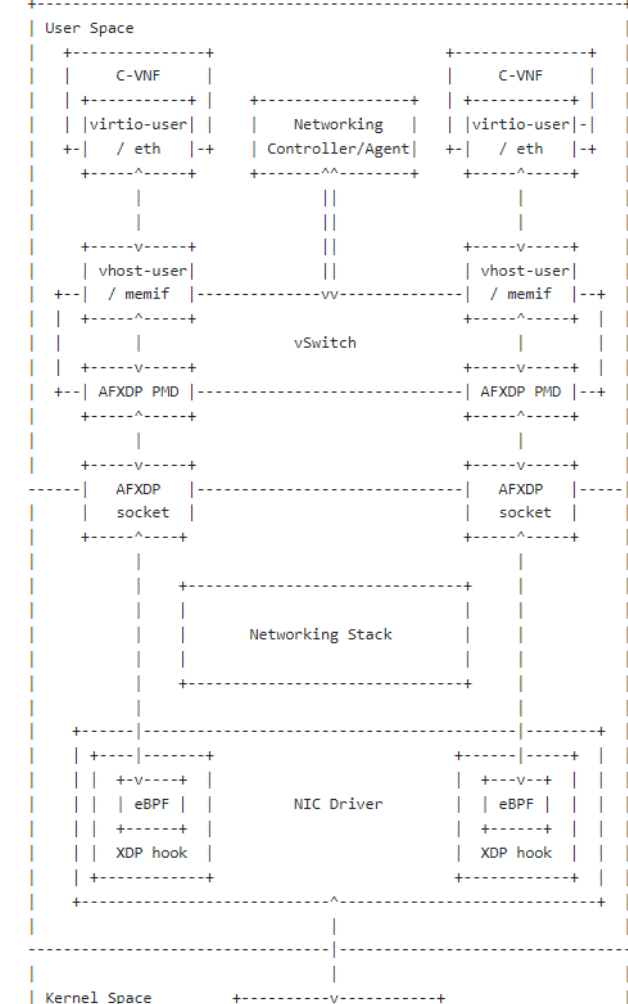 User Space
C-VNF C-VNF
virtio-user Networking virtio-user
/ eth Controller/Agent / eth
vhost-user vhost-user
/ memif / memif
vSwitch
AFXDP PMD AFXDP PMD
AFXDP AFXDP
socket socket
Networking Stack
eBPF NIC Driver eBPF
XDP hook XDP hook
Kernel Space